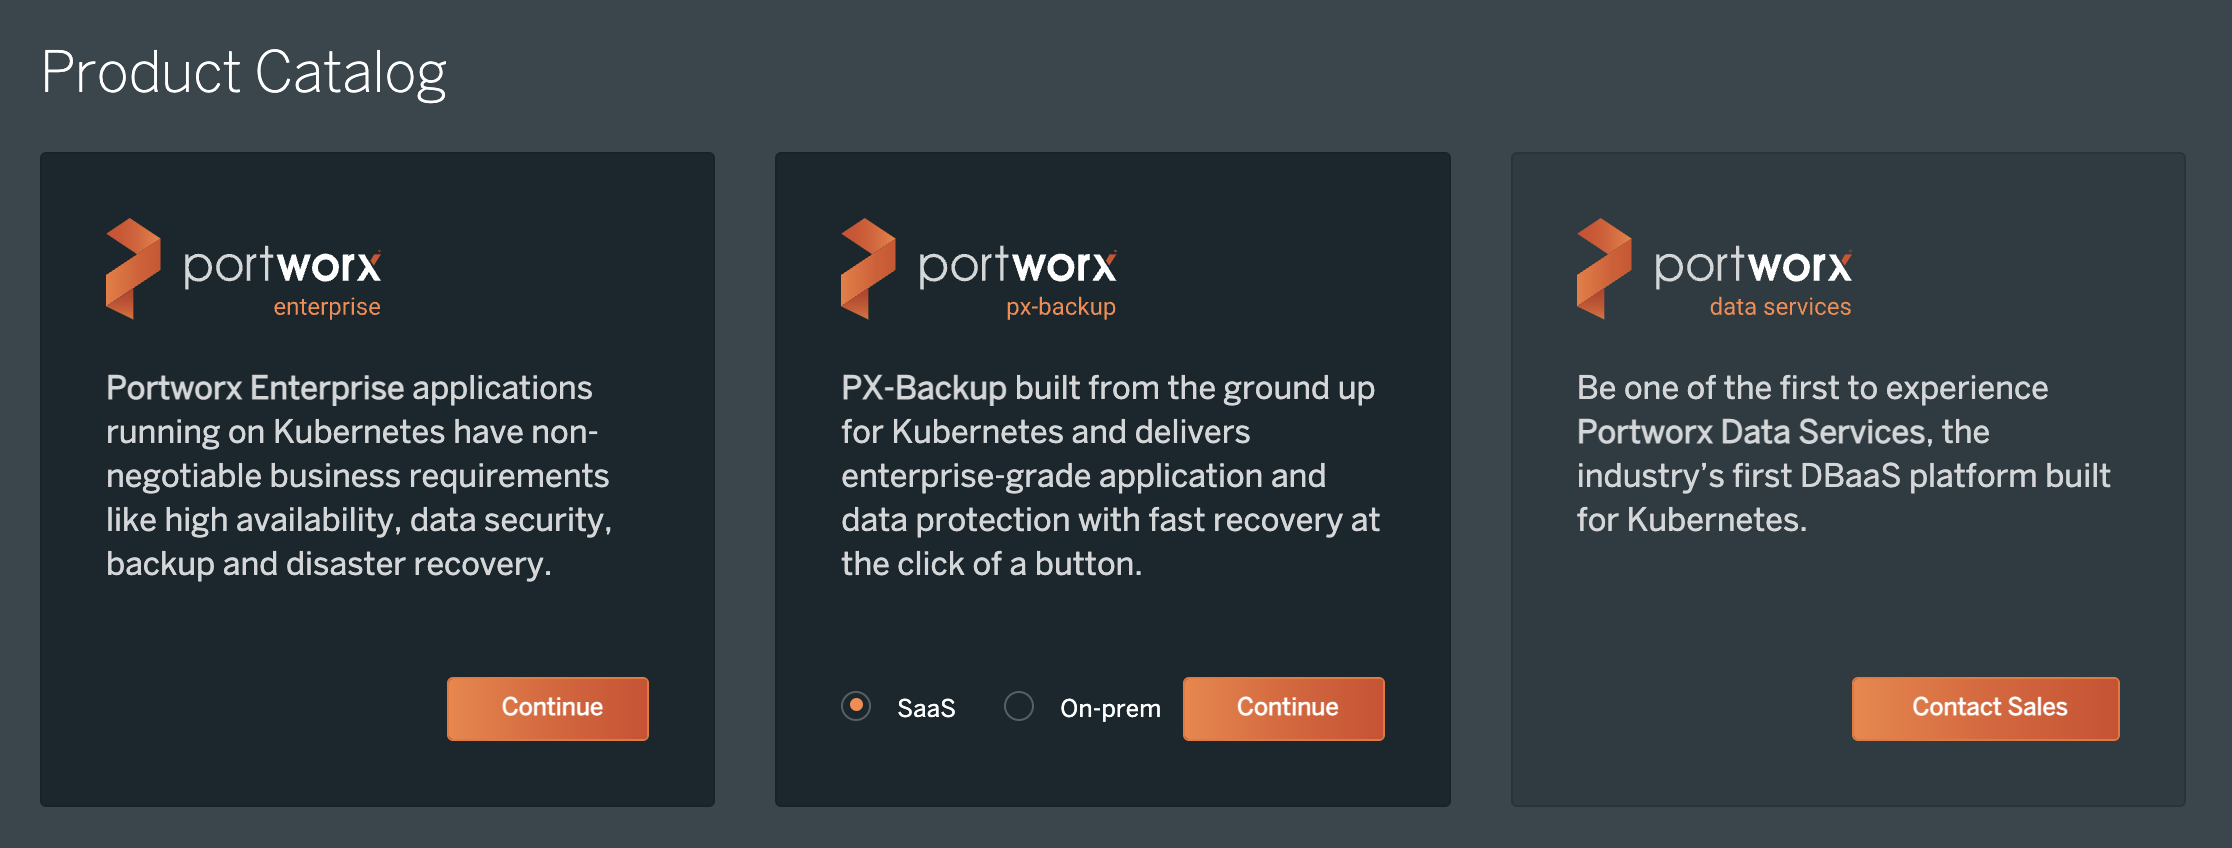 Product Catalog
portworx
enterprise
Portworx Enterprise applications
running on Kubernetes have non-
negotiable business requirements
like high availability, data security,
backup and disaster recovery.
Continue
portworx
px-backup
PX-Backup built from the ground up
for Kubernetes and delivers
enterprise-grade application and
data protection with fast recovery at
the click of a button.
SaaS On-prem Continue
portworx
data services
Be one of the first to experience
Portworx Data Services, the
industry’s first DBaaS platform built
for Kubernetes.
Contact Sales